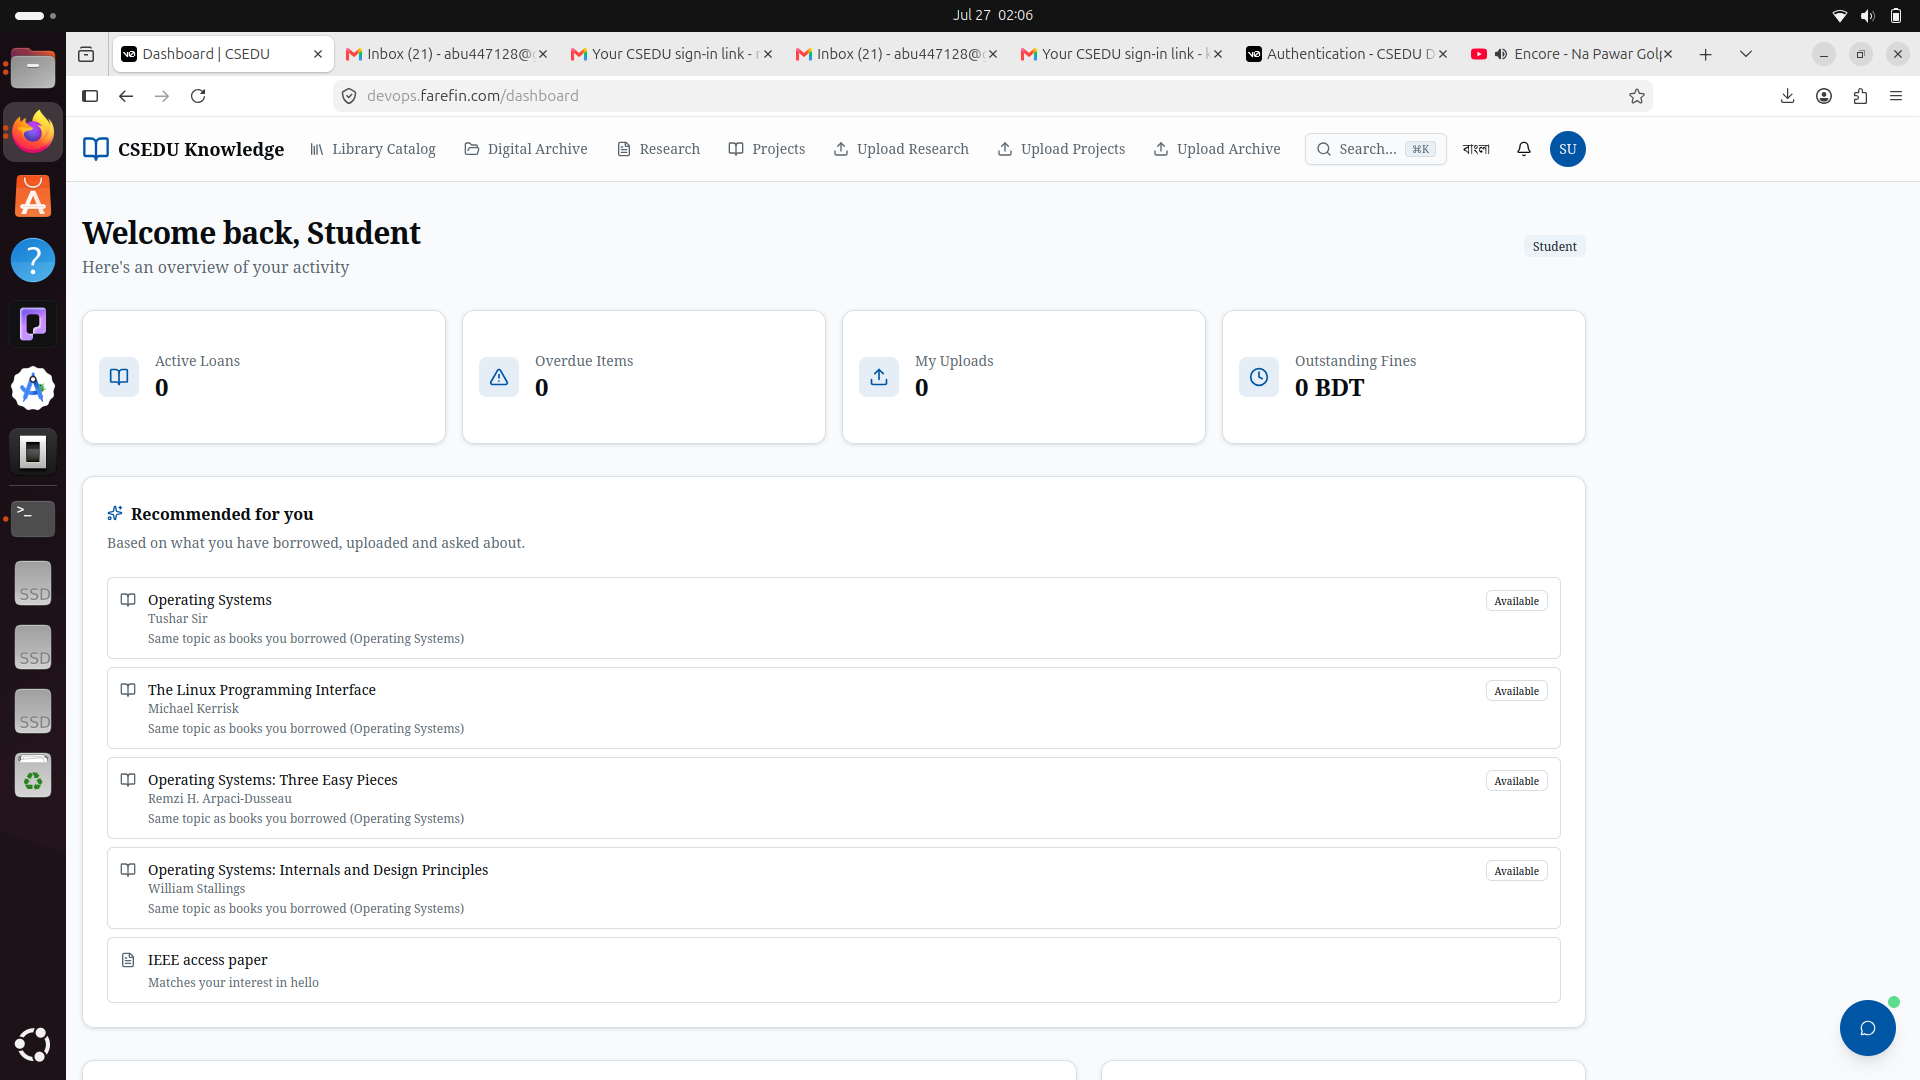 Jul 27 02:06
Dashboard | CSEDU
Inbox (21) - abu447128@
Your CSEDU sign-in link -
Inbox (21) - abu447128@
Your CSEDU sign-in link -
Authentication - CSEDU D
Encore - Na Pawar Golp
devops.farefin.com/dashboard
CSEDU Knowledge
Library Catalog
Digital Archive
Research
Projects
Upload Research
Upload Projects
Upload Archive
Search... ⌘K
বাংলা
SU
Welcome back, Student
Here's an overview of your activity
Student
Active Loans
0
Overdue Items
0
My Uploads
0
Outstanding Fines
0 BDT
Recommended for you
Based on what you have borrowed, uploaded and asked about.
Operating Systems
Available
Tushar Sir
Same topic as books you borrowed (Operating Systems)
The Linux Programming Interface
Available
Michael Kerrisk
Same topic as books you borrowed (Operating Systems)
Operating Systems: Three Easy Pieces
Available
Remzi H. Arpaci-Dusseau
Same topic as books you borrowed (Operating Systems)
Operating Systems: Internals and Design Principles
Available
William Stallings
Same topic as books you borrowed (Operating Systems)
IEEE access paper
Matches your interest in hello
SSD
SSD
SSD